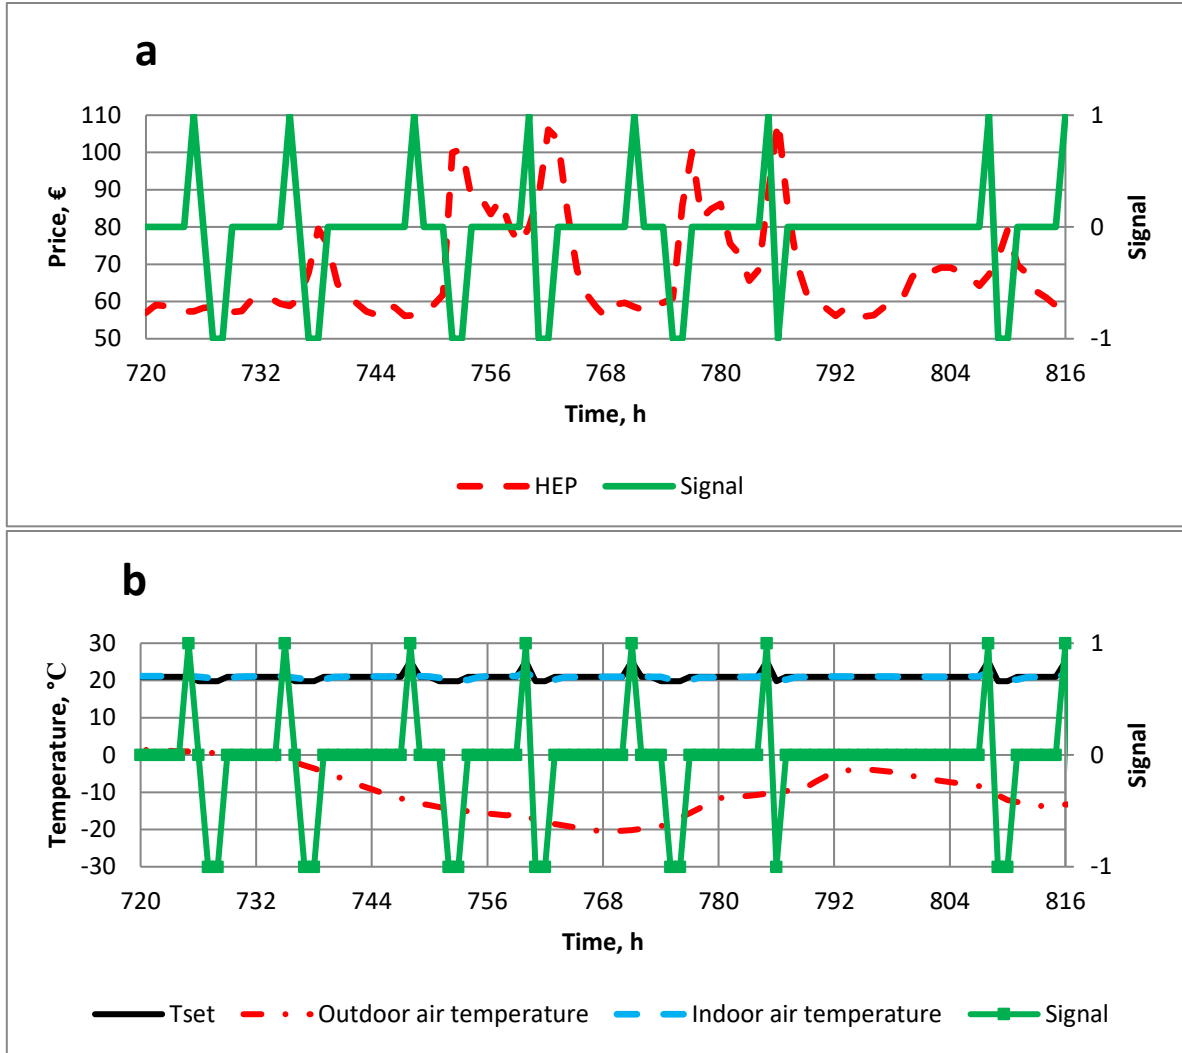 a
110
100
90
80
70
60
50
Price, €
1
0
-1
Signal
720 732 744 756 768 780 792 804 816
Time, h
HEP Signal
b
30
20
10
0
-10
-20
-30
Temperature, °C
1
0
-1
Signal
720 732 744 756 768 780 792 804 816
Time, h
Tset Outdoor air temperature Indoor air temperature Signal